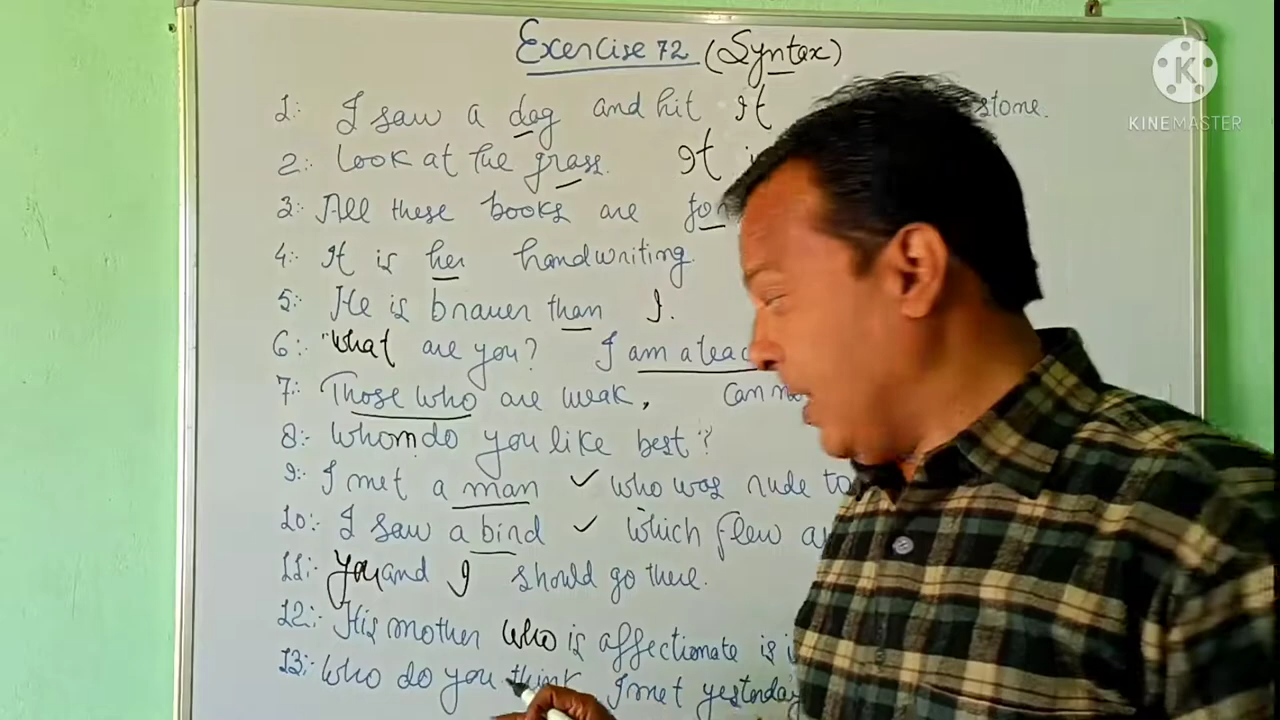 Exercise 72 (Syntax)
1:- I saw a dog and hit It stone.
2:- Look at the grass. It
3:- All these books are for
4:- It is her handwriting.
5:- He is braver than I.
6:- What are you? I am a teac
7:- Those who are weak, can
8:- Whom do you like best?
9:- I met a man ✓ who was rude to
10:- I saw a bird ✓ which flew
11:- You and I should go there.
12:- His mother who is affectionate is
13:- Who do you think I met yesterday
K
KINEMASTER